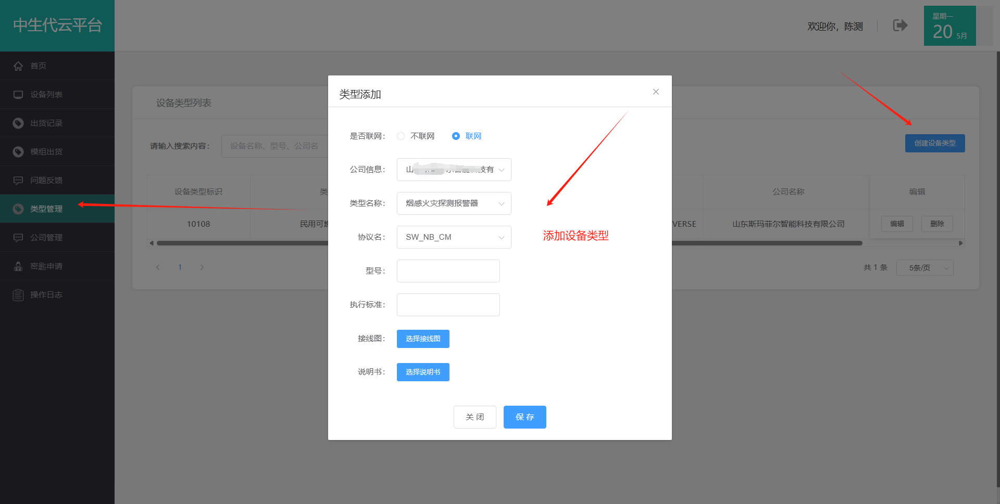 中生代云平台
欢迎你，陈测
星期一
20 5月
首页
设备列表
出货记录
模组出货
问题反馈
类型管理
公司管理
密匙申请
操作日志
设备类型列表
请输入搜索内容：
设备名称、型号、公司名
创建设备类型
设备类型标识
类
公司名称
编辑
10108
民用可燃
VERSE
山东斯玛菲尔智能科技有限公司
编辑
删除
1
共 1 条
5条/页
类型添加
是否联网：
不联网
联网
公司信息：
山 技有
类型名称：
烟感火灾探测报警器
协议名：
SW_NB_CM
型号：
执行标准：
接线图：
选择接线图
说明书：
选择说明书
关 闭
保 存
添加设备类型